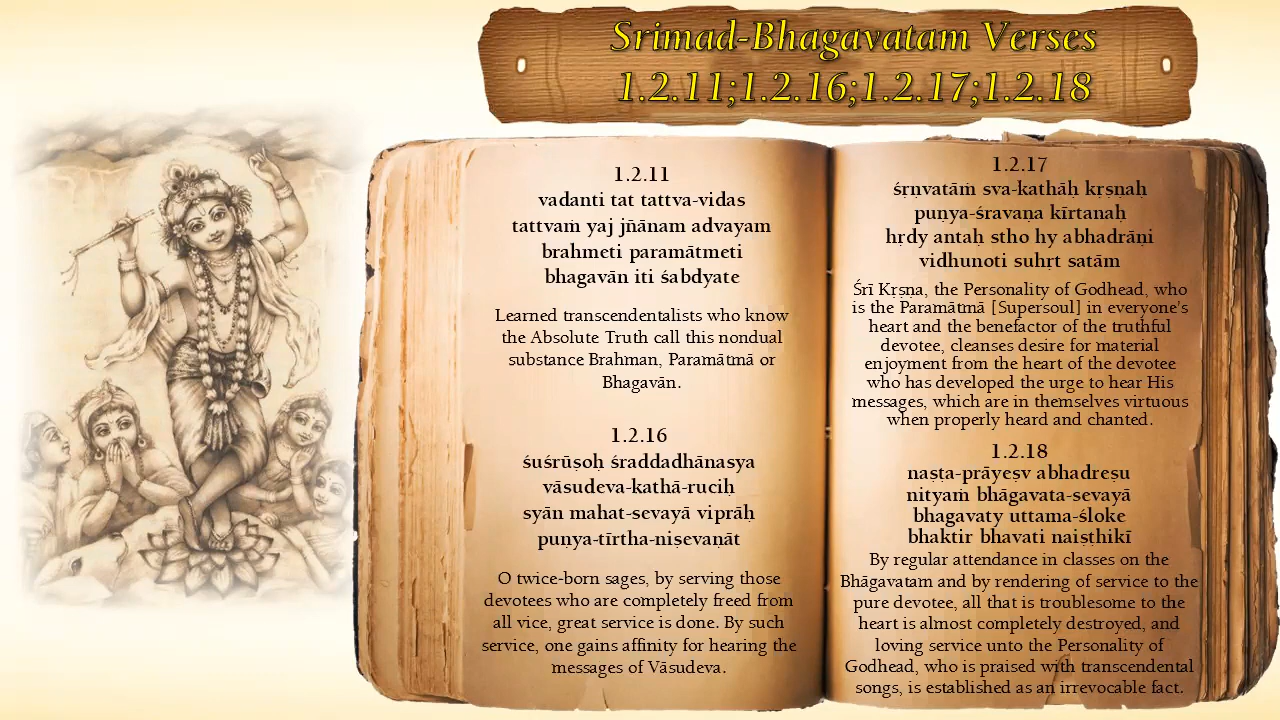 Srimad-Bhagavatam Verses
1.2.11;1.2.16;1.2.17;1.2.18
1.2.11
vadanti tat tattva-vidas
tattvaṁ yaj jñānam advayam
brahmeti paramātmeti
bhagavān iti śabdyate
Learned transcendentalists who know
the Absolute Truth call this nondual
substance Brahman, Paramātmā or
Bhagavān.
1.2.16
śuśrūṣoḥ śraddadhānasya
vāsudeva-kathā-ruciḥ
syān mahat-sevayā viprāḥ
puṇya-tīrtha-niṣevaṇāt
O twice-born sages, by serving those
devotees who are completely freed from
all vice, great service is done. By such
service, one gains affinity for hearing the
messages of Vāsudeva.
1.2.17
śṛṇvatāṁ sva-kathāḥ kṛṣṇaḥ
puṇya-śravaṇa kīrtanaḥ
hṛdy antaḥ stho hy abhadrāṇi
vidhunoti suhṛt satām
Śrī Kṛṣṇa, the Personality of Godhead, who
is the Paramātmā [Supersoul] in everyone's
heart and the benefactor of the truthful
devotee, cleanses desire for material
enjoyment from the heart of the devotee
who has developed the urge to hear His
messages, which are in themselves virtuous
when properly heard and chanted.
1.2.18
naṣṭa-prāyeṣv abhadreṣu
nityaṁ bhāgavata-sevayā
bhagavaty uttama-śloke
bhaktir bhavati naiṣṭhikī
By regular attendance in classes on the
Bhāgavatam and by rendering of service to the
pure devotee, all that is troublesome to the
heart is almost completely destroyed, and
loving service unto the Personality of
Godhead, who is praised with transcendental
songs, is established as an irrevocable fact.